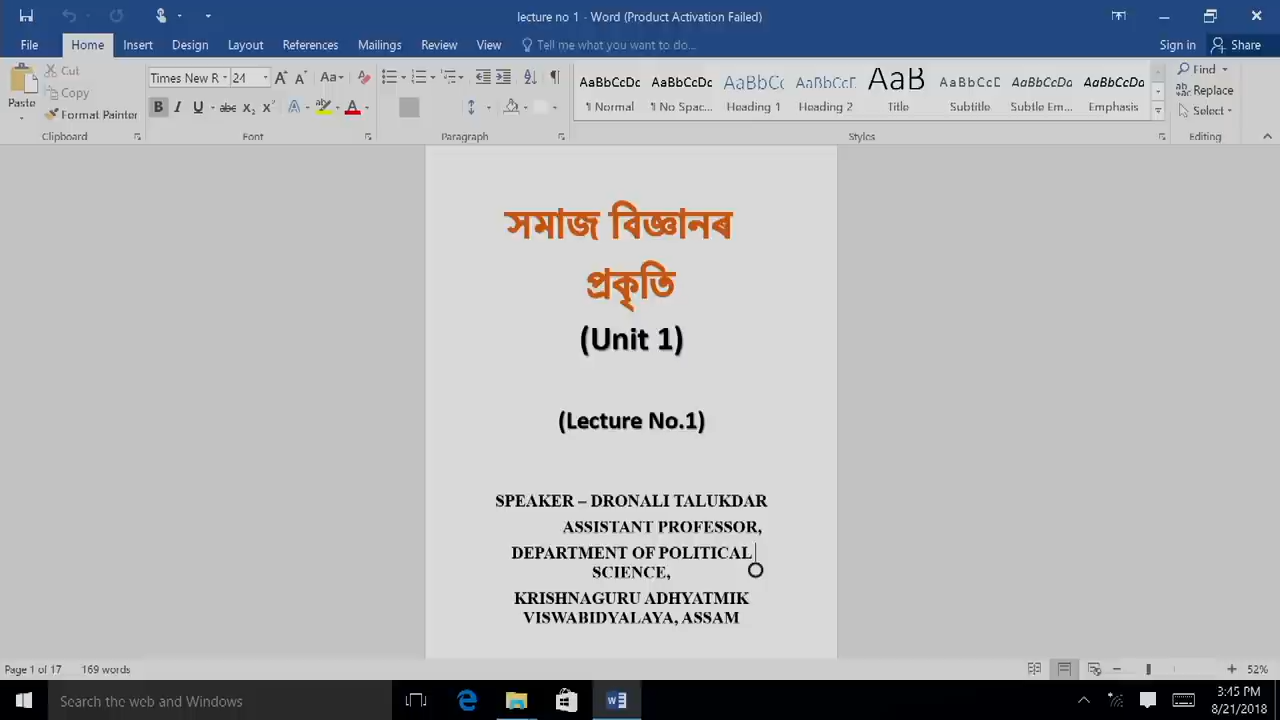 lecture no 1 - Word (Product Activation Failed)
File Home Insert Design Layout References Mailings Review View Tell me what you want to do... Sign in Share
Paste
Cut
Copy
Format Painter
Times New R 24
AaBbCcDc AaBbCcDc AaBbCc AaBbCcC AaB AaBbCcD AaBbCcDc AaBbCcDc
¶ Normal ¶ No Spac... Heading 1 Heading 2 Title Subtitle Subtle Em... Emphasis
Find
Replace
Select
Clipboard Font Paragraph Styles Editing
সমাজ বিজ্ঞানৰ
প্ৰকৃতি
(Unit 1)
(Lecture No.1)
SPEAKER – DRONALI TALUKDAR
ASSISTANT PROFESSOR,
DEPARTMENT OF POLITICAL
SCIENCE,
KRISHNAGURU ADHYATMIK
VISWABIDYALAYA, ASSAM
Page 1 of 17 169 words 52%
Search the web and Windows
3:45 PM
8/21/2018